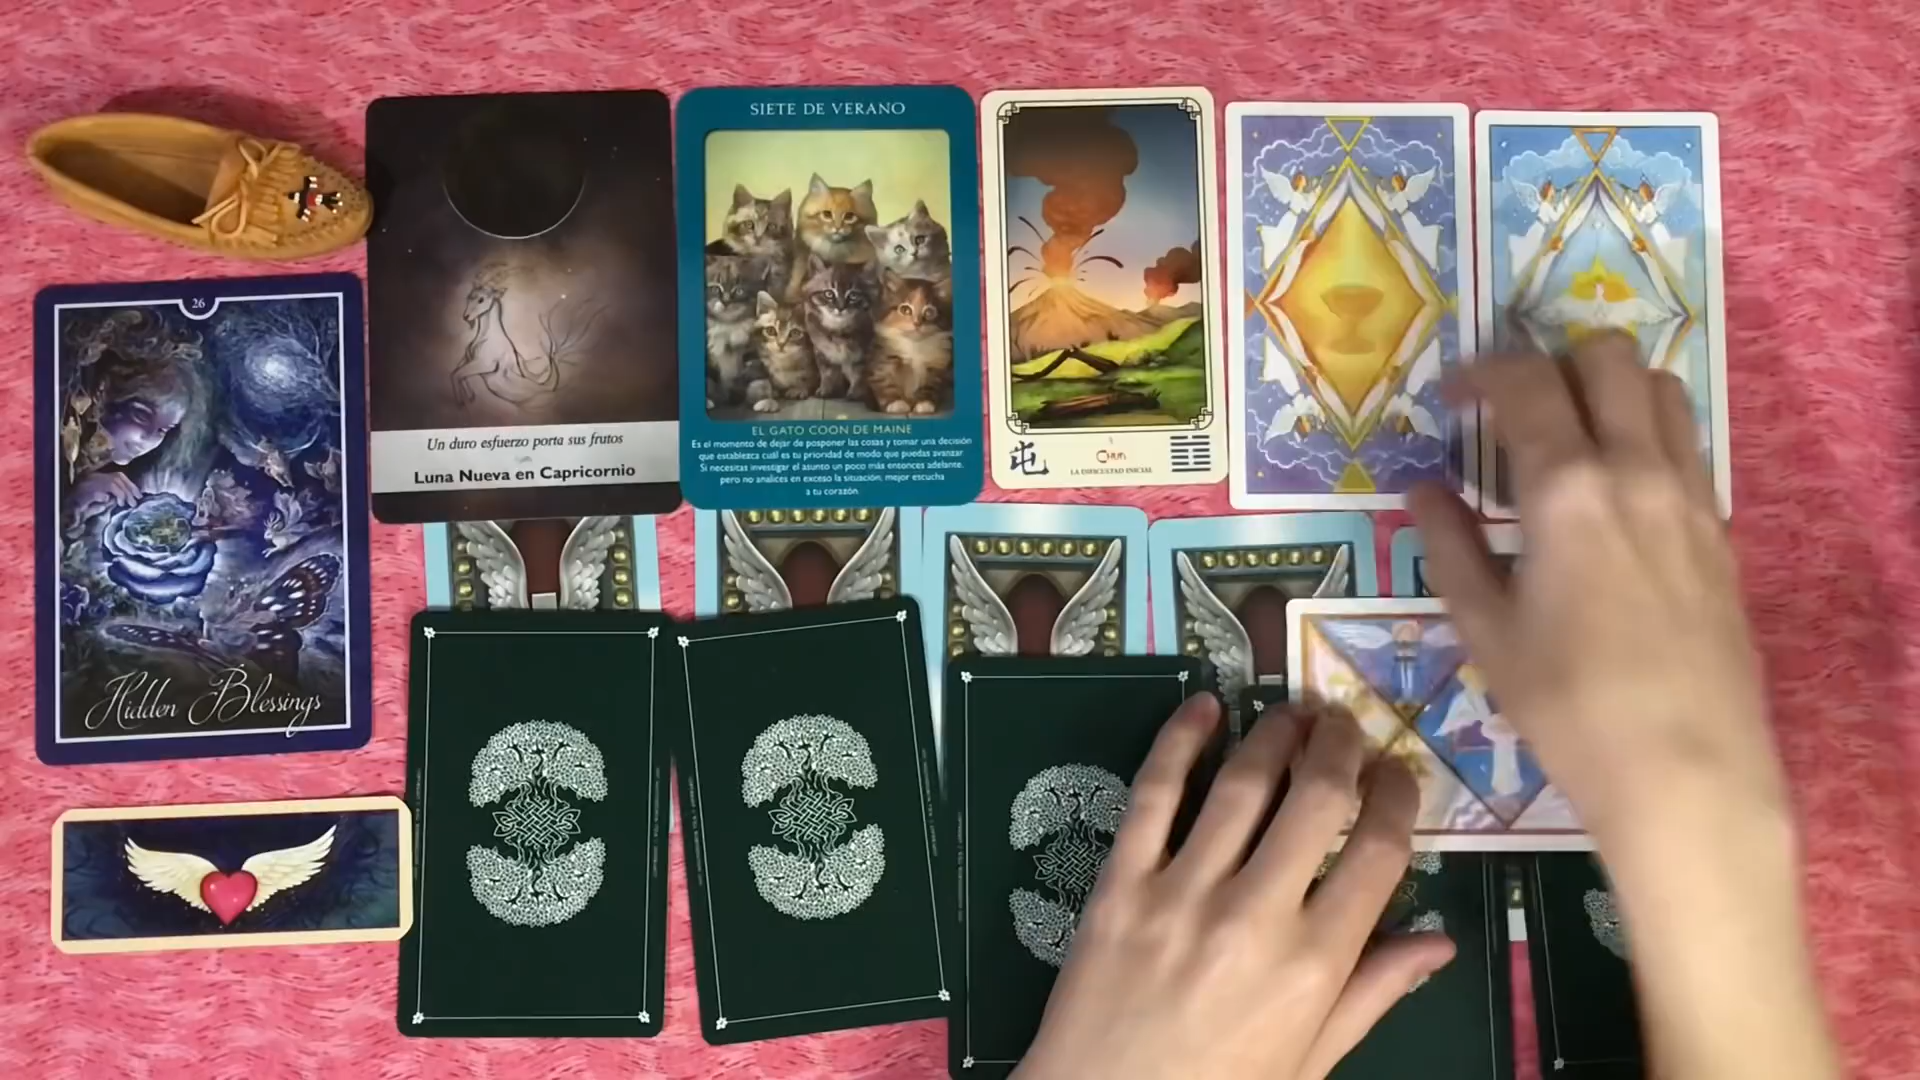 26
Hidden Blessings
Un duro esfuerzo porta sus frutos
Luna Nueva en Capricornio
SIETE DE VERANO
EL GATO COON DE MAINE
Es el momento de dejar de posponer las cosas y tomar una decisión
que establezca cuál es tu prioridad de modo que puedas avanzar
Si necesitas investigar el asunto un poco más entonces adelante,
pero no analices en exceso la situación, mejor escucha
a tu corazón.
屯
3
Chun
LA DIFICULTAD INICIAL